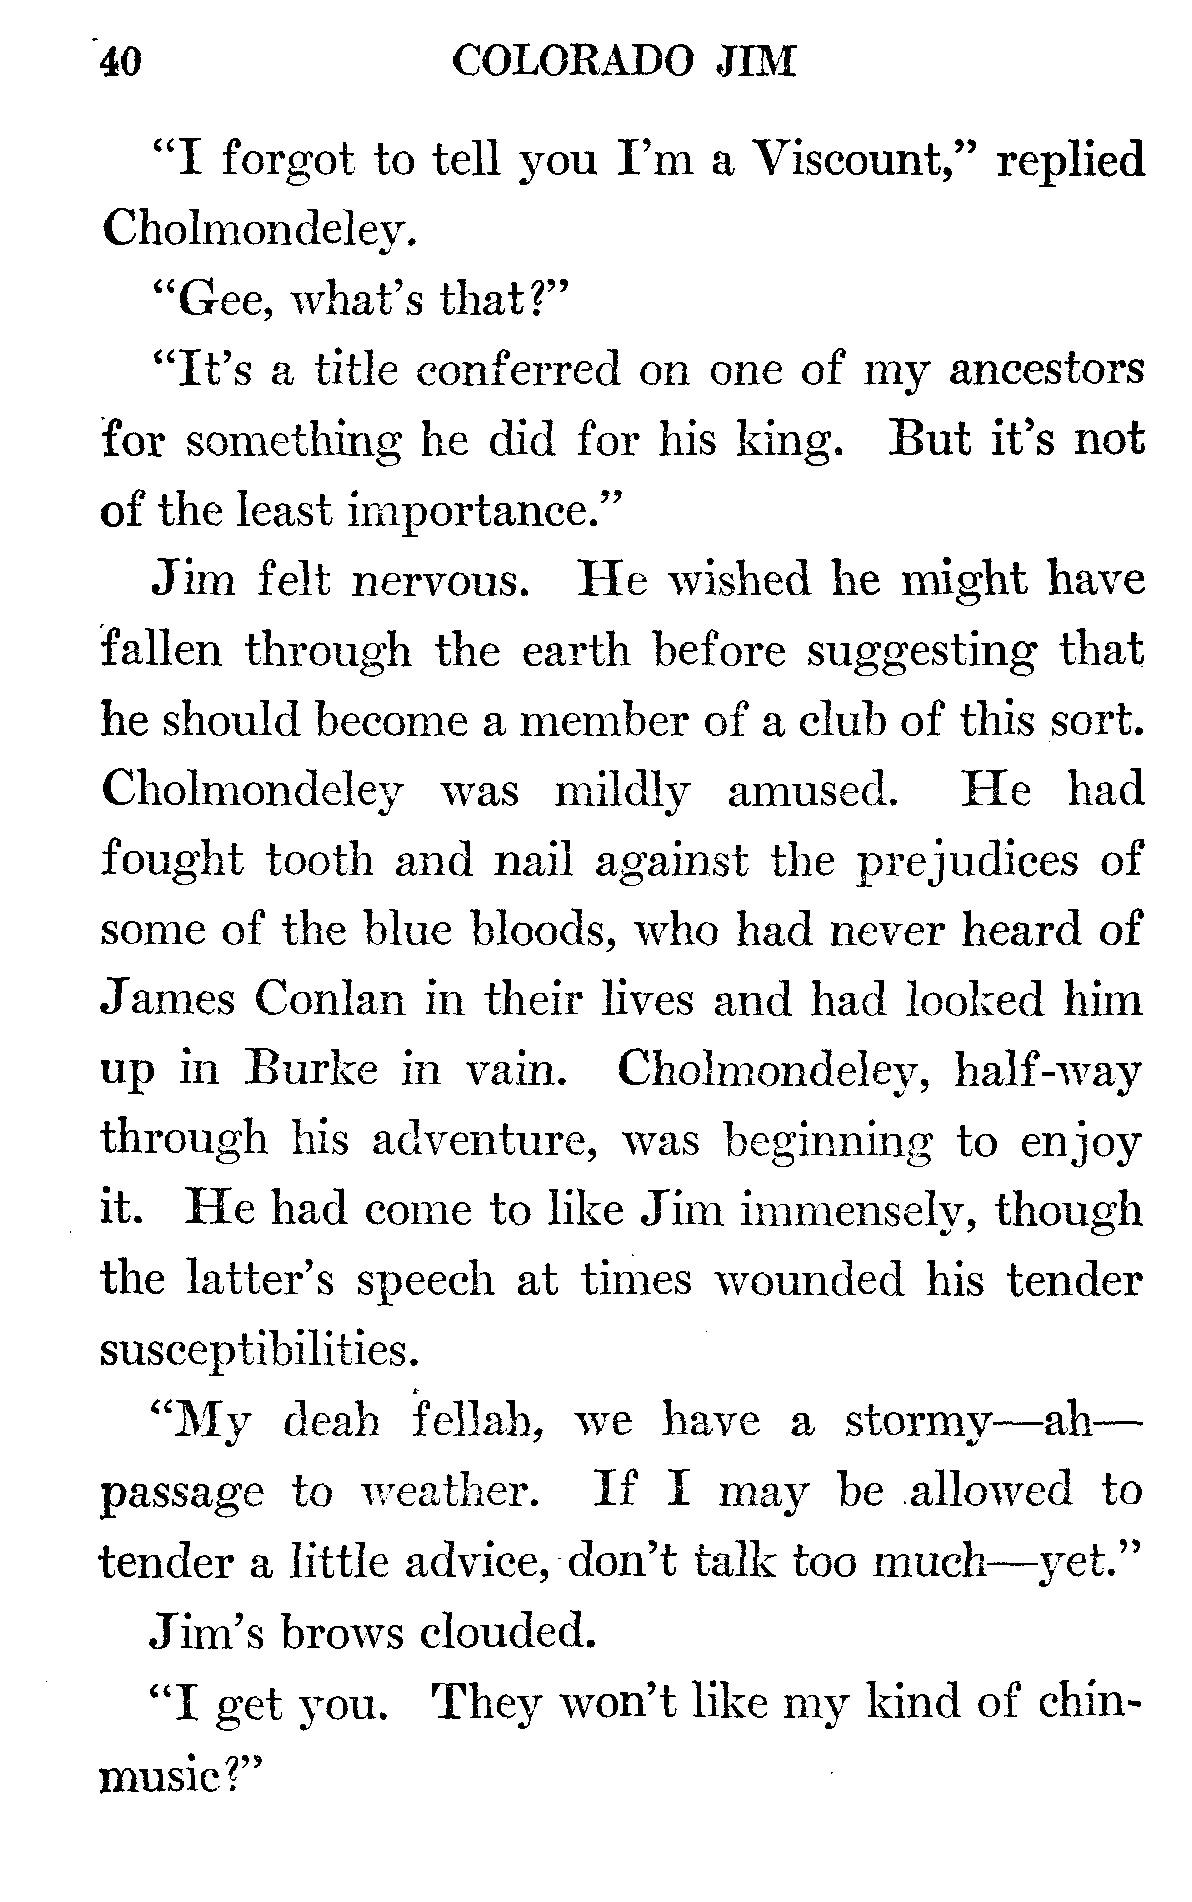 40 COLORADO JIM
“I forgot to tell you I’m a Viscount,” replied
Cholmondeley.
“Gee, what’s that?”
“It’s a title conferred on one of my ancestors
for something he did for his king. But it’s not
of the least importance.”
Jim felt nervous. He wished he might have
fallen through the earth before suggesting that
he should become a member of a club of this sort.
Cholmondeley was mildly amused. He had
fought tooth and nail against the prejudices of
some of the blue bloods, who had never heard of
James Conlan in their lives and had looked him
up in Burke in vain. Cholmondeley, half-way
through his adventure, was beginning to enjoy
it. He had come to like Jim immensely, though
the latter’s speech at times wounded his tender
susceptibilities.
“My deah fellah, we have a stormy—ah—
passage to weather. If I may be allowed to
tender a little advice, don’t talk too much—yet.”
Jim’s brows clouded.
“I get you. They won’t like my kind of chin-
music?”